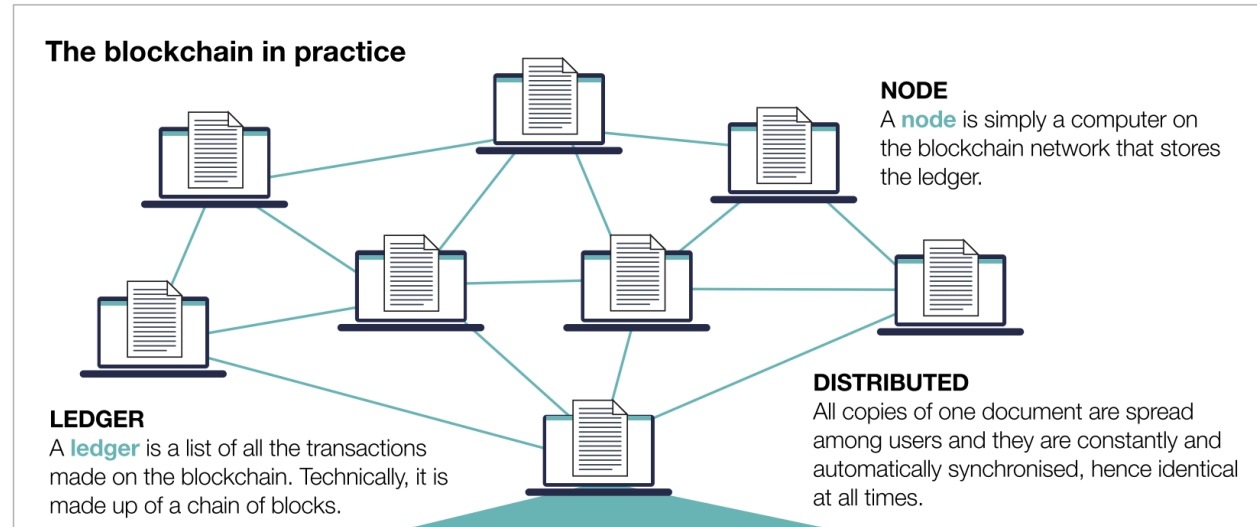 The blockchain in practice
NODE
A node is simply a computer on
the blockchain network that stores
the ledger.
LEDGER
A ledger is a list of all the transactions
made on the blockchain. Technically, it is
made up of a chain of blocks.
DISTRIBUTED
All copies of one document are spread
among users and they are constantly and
automatically synchronised, hence identical
at all times.